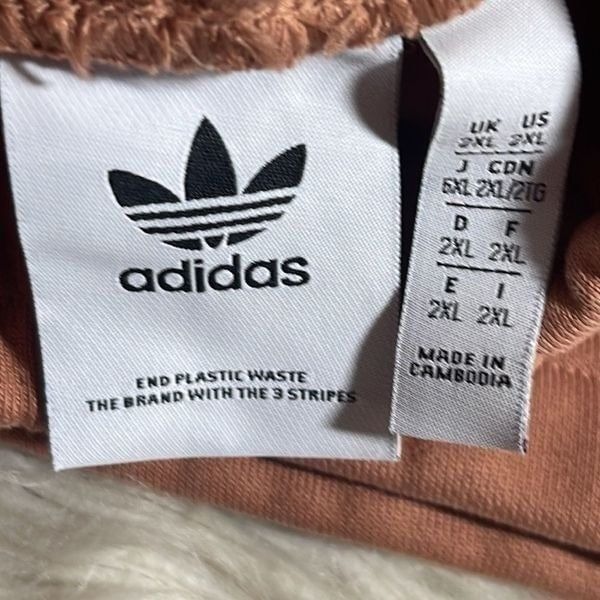 adidas
END PLASTIC WASTE
THE BRAND WITH THE 3 STRIPES
UK US
2XL 2XL
J CDN
6XL 2XL/2TG
D F
2XL 2XL
E I
2XL 2XL
MADE IN
CAMBODIA